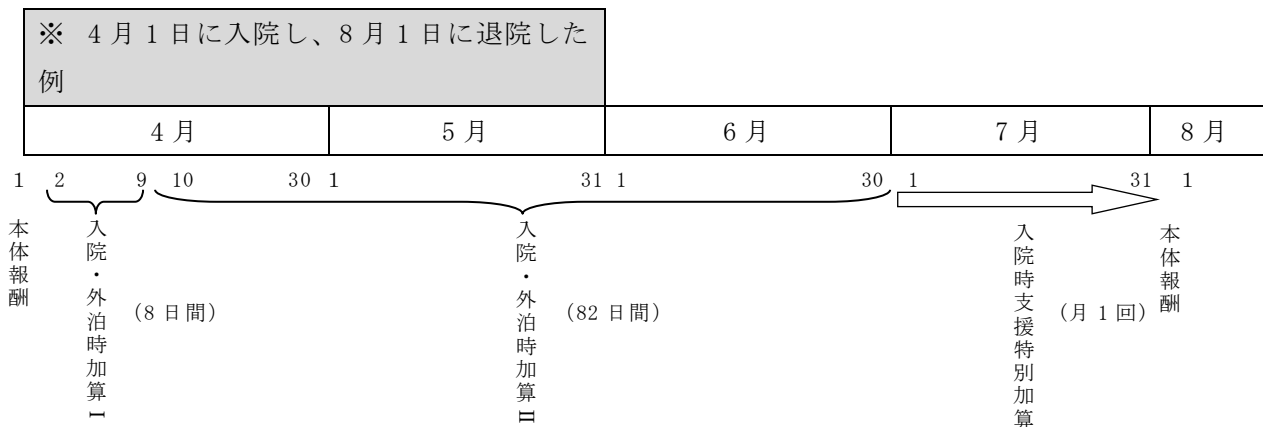 ※ 4月1日に入院し、8月1日に退院した
例
4月 5月 6月 7月 8月
1 2 9 10 30 1 31 1 30 1 31 1
本体報酬
入院・外泊時加算Ⅰ
(8日間)
入院・外泊時加算Ⅱ
(82日間)
入院時支援特別加算
(月1回)
本体報酬